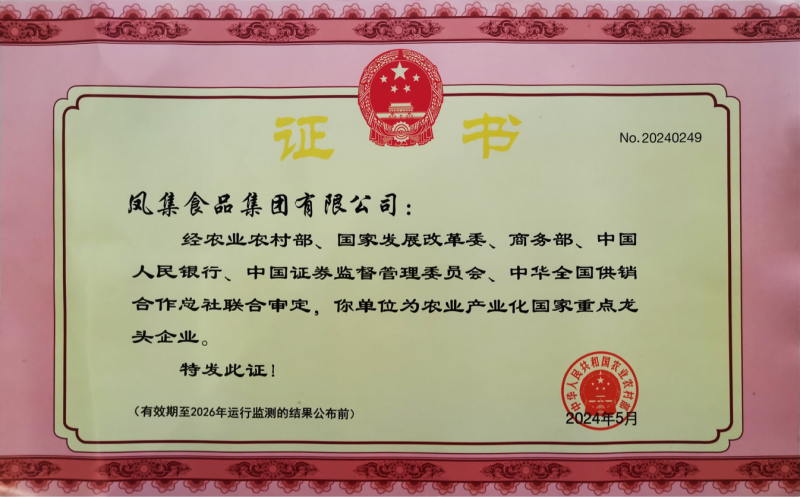 证书
No.20240249
凤集食品集团有限公司：
经农业农村部、国家发展改革委、商务部、中国
人民银行、中国证券监督管理委员会、中华全国供销
合作总社联合审定，你单位为农业产业化国家重点龙
头企业。
特发此证！
中华人民共和国农业农村部
（有效期至2026年运行监测的结果公布前）
2024年5月